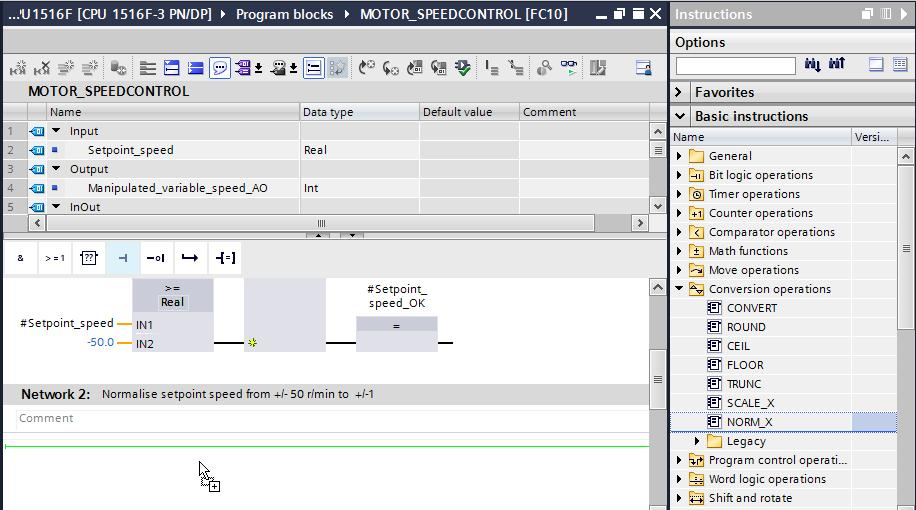 ...'U1516F [CPU 1516F-3 PN/DP] Program blocks MOTOR_SPEEDCONTROL [FC10]
MOTOR_SPEEDCONTROL
Name Data type Default value Comment
1 Input
2 Setpoint_speed Real
3 Output
4 Manipulated_variable_speed_AO Int
5 InOut
& >=1 ??
>=
Real
#Setpoint_speed IN1
-50.0 IN2
#Setpoint_
speed_OK
=
Network 2: Normalise setpoint speed from +/- 50 r/min to +/-1
Comment
Instructions
Options
Favorites
Basic instructions
Name Versi...
General
Bit logic operations
Timer operations
Counter operations
Comparator operations
Math functions
Move operations
Conversion operations
CONVERT
ROUND
CEIL
FLOOR
TRUNC
SCALE_X
NORM_X
Legacy
Program control operati...
Word logic operations
Shift and rotate